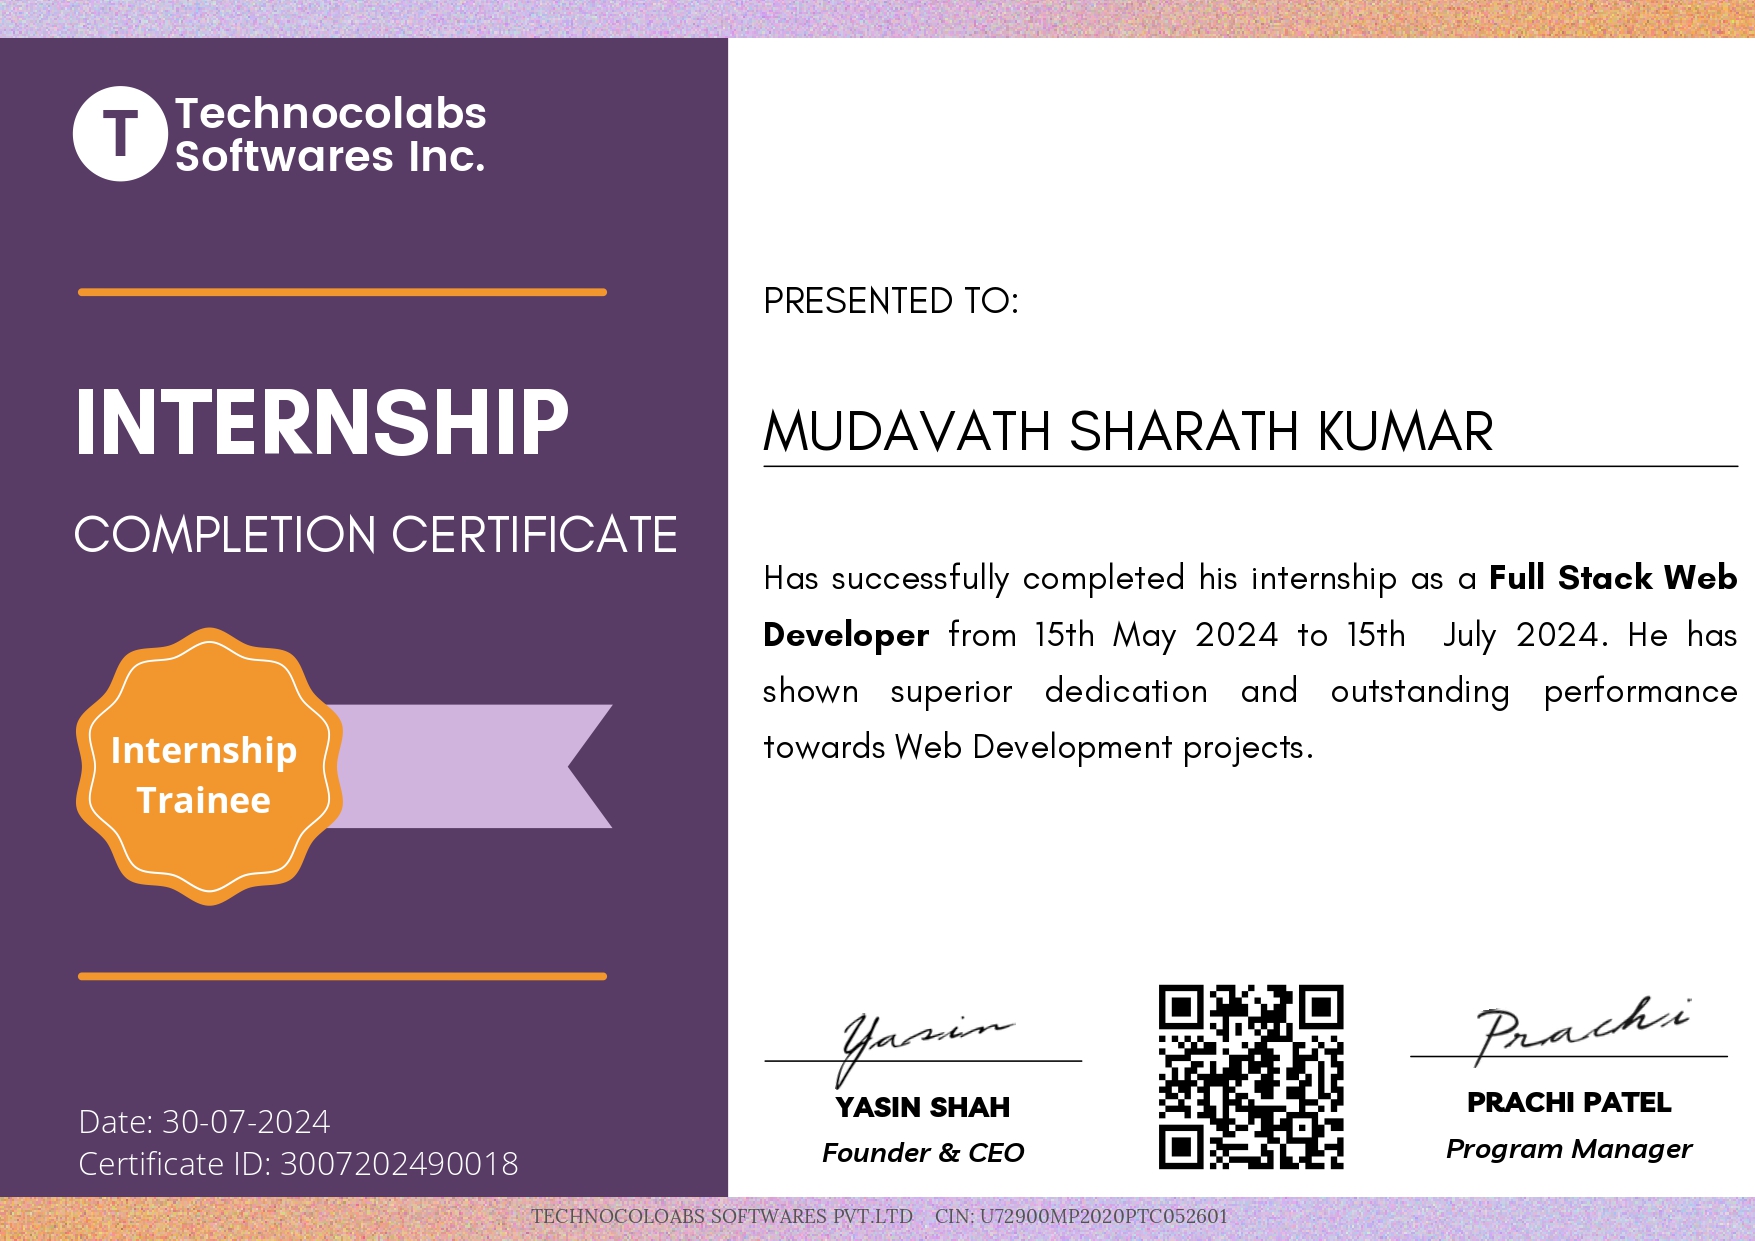 T
Technocolabs
Softwares Inc.
INTERNSHIP
COMPLETION CERTIFICATE
Internship
Trainee
Date: 30-07-2024
Certificate ID: 3007202490018
PRESENTED TO:
MUDAVATH SHARATH KUMAR
Has successfully completed his internship as a Full Stack Web
Developer from 15th May 2024 to 15th July 2024. He has
shown superior dedication and outstanding performance
towards Web Development projects.
Yasin
YASIN SHAH
Founder & CEO
Prachi
PRACHI PATEL
Program Manager
TECHNOCOLOABS SOFTWARES PVT.LTD CIN: U72900MP2020PTC052601